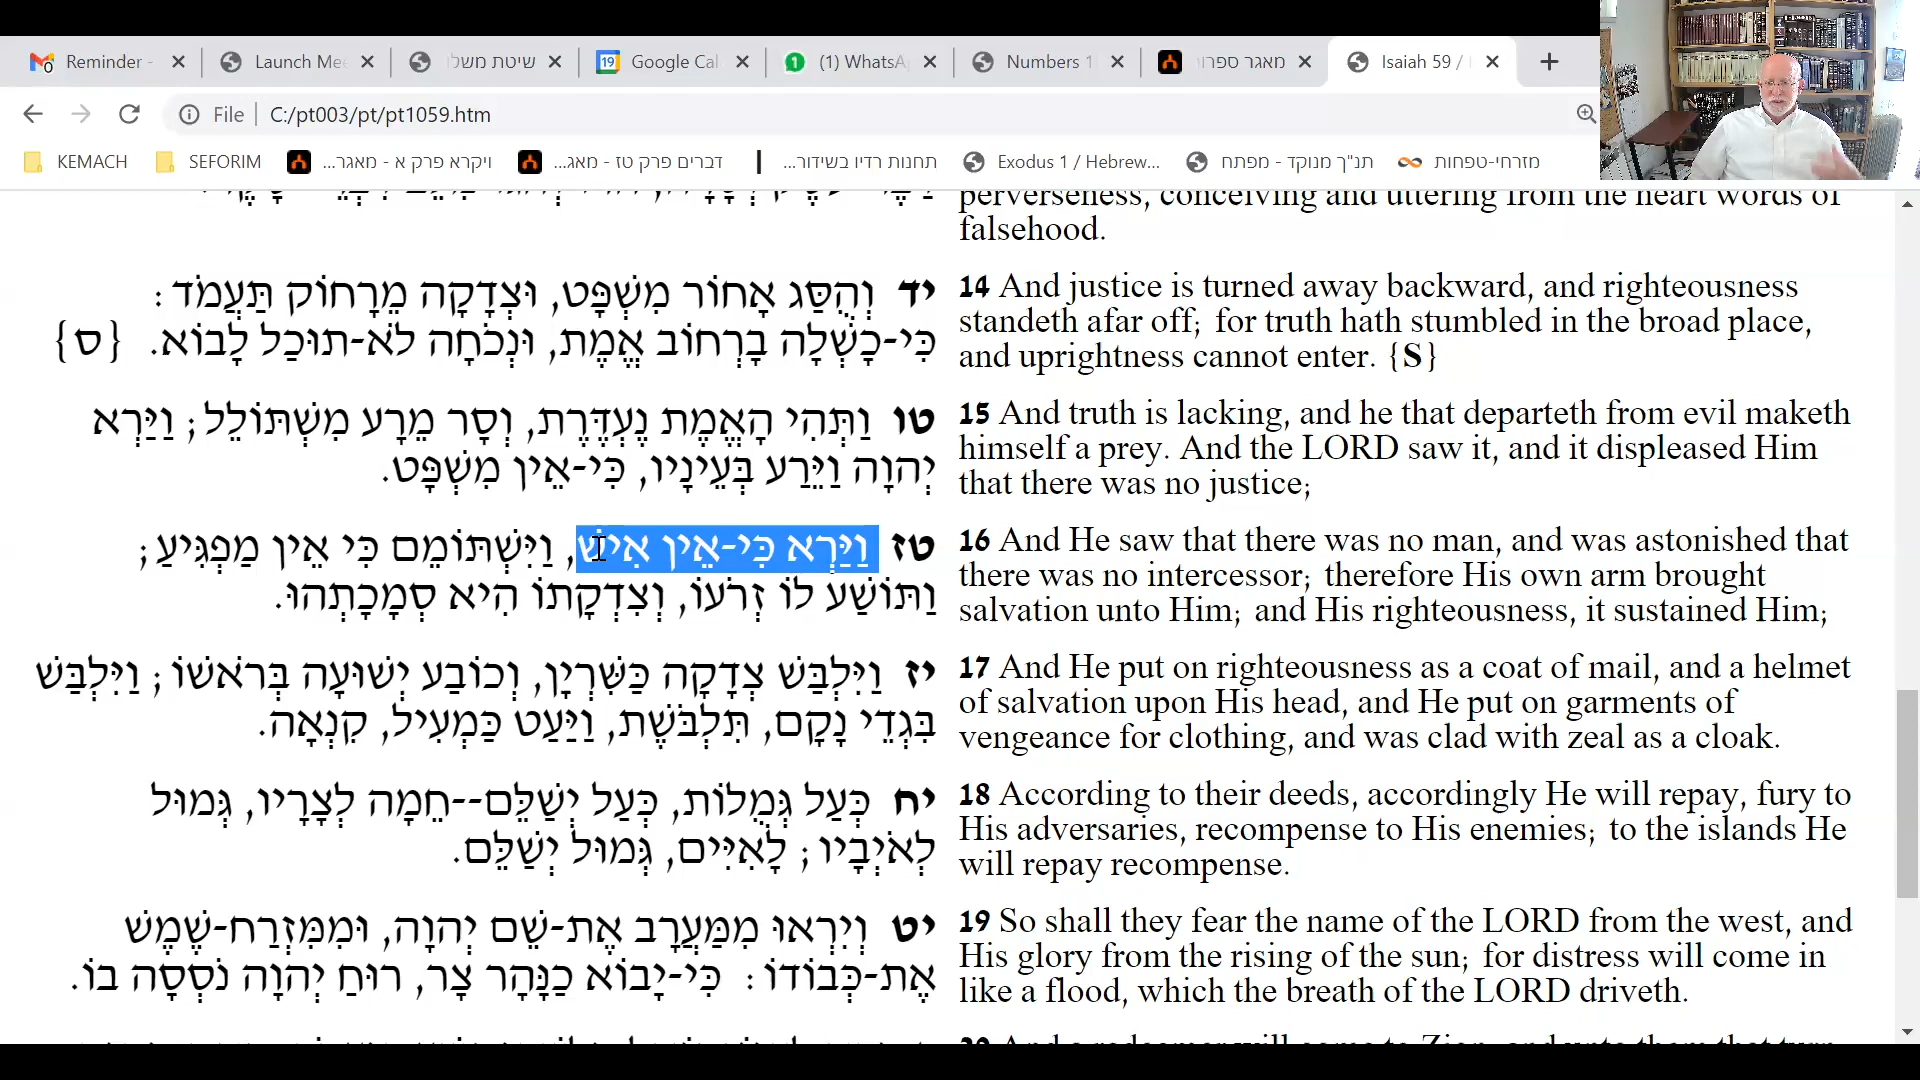 Reminder -
Launch Me
שיטת משל
Google Cal
(1) WhatsA
Numbers 1
מאגר ספרו
Isaiah 59 /
File
C:/pt003/pt/pt1059.htm
KEMACH
SEFORIM
ויקרא פרק א - מאגר...
דברים פרק טז - מאג...
תחנות רדיו בשידור...
Exodus 1 / Hebrew...
תנ"ך מנוקד - מפתח
מזרחי-טפחות
perverseness, conceiving and uttering from the heart words of
falsehood.
יד וְהֻסַּג אָחוֹר מִשְׁפָּט, וּצְדָקָה מֵרָחוֹק תַּעֲמֹד:
כִּי-כָשְׁלָה בָרְחוֹב אֱמֶת, וּנְכֹחָה לֹא-תוּכַל לָבוֹא. {ס}
14 And justice is turned away backward, and righteousness
standeth afar off; for truth hath stumbled in the broad place,
and uprightness cannot enter. {S}
טו וַתְּהִי הָאֱמֶת נֶעְדֶּרֶת, וְסָר מֵרָע מִשְׁתּוֹלֵל; וַיַּרְא
יְהוָה וַיֵּרַע בְּעֵינָיו, כִּי-אֵין מִשְׁפָּט.
15 And truth is lacking, and he that departeth from evil maketh
himself a prey. And the LORD saw it, and it displeased Him
that there was no justice;
טז וַיַּרְא כִּי-אֵין אִישׁ, וַיִּשְׁתּוֹמֵם כִּי אֵין מַפְגִּיעַ;
וַתּוֹשַׁע לוֹ זְרֹעוֹ, וְצִדְקָתוֹ הִיא סְמָכָתְהוּ.
16 And He saw that there was no man, and was astonished that
there was no intercessor; therefore His own arm brought
salvation unto Him; and His righteousness, it sustained Him;
יז וַיִּלְבַּשׁ צְדָקָה כַּשִּׁרְיָן, וְכוֹבַע יְשׁוּעָה בְּרֹאשׁוֹ; וַיִּלְבַּשׁ
בִּגְדֵי נָקָם, תִּלְבֹּשֶׁת, וַיַּעַט כַּמְעִיל, קִנְאָה.
17 And He put on righteousness as a coat of mail, and a helmet
of salvation upon His head, and He put on garments of
vengeance for clothing, and was clad with zeal as a cloak.
יח כְּעַל גְּמֻלוֹת, כְּעַל יְשַׁלֵּם--חֵמָה לְצָרָיו, גְּמוּל
לְאֹיְבָיו; לָאִיִּים, גְּמוּל יְשַׁלֵּם.
18 According to their deeds, accordingly He will repay, fury to
His adversaries, recompense to His enemies; to the islands He
will repay recompense.
יט וְיִרְאוּ מִמַּעֲרָב אֶת-שֵׁם יְהוָה, וּמִמִּזְרַח-שֶׁמֶשׁ
אֶת-כְּבוֹדוֹ: כִּי-יָבוֹא כַנָּהָר צָר, רוּחַ יְהוָה נֹסְסָה בוֹ.
19 So shall they fear the name of the LORD from the west, and
His glory from the rising of the sun; for distress will come in
like a flood, which the breath of the LORD driveth.